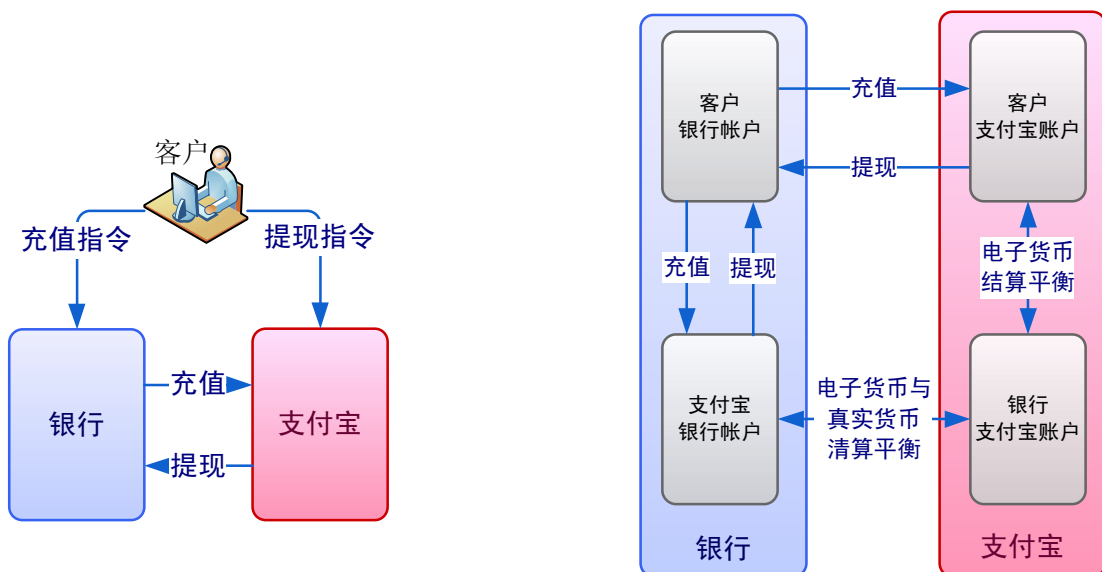 客户
充值指令
提现指令
银行
充值
提现
支付宝
客户
银行帐户
充值
提现
客户
支付宝账户
充值
提现
电子货币
结算平衡
支付宝
银行帐户
电子货币与
真实货币
清算平衡
银行
支付宝账户
银行
支付宝